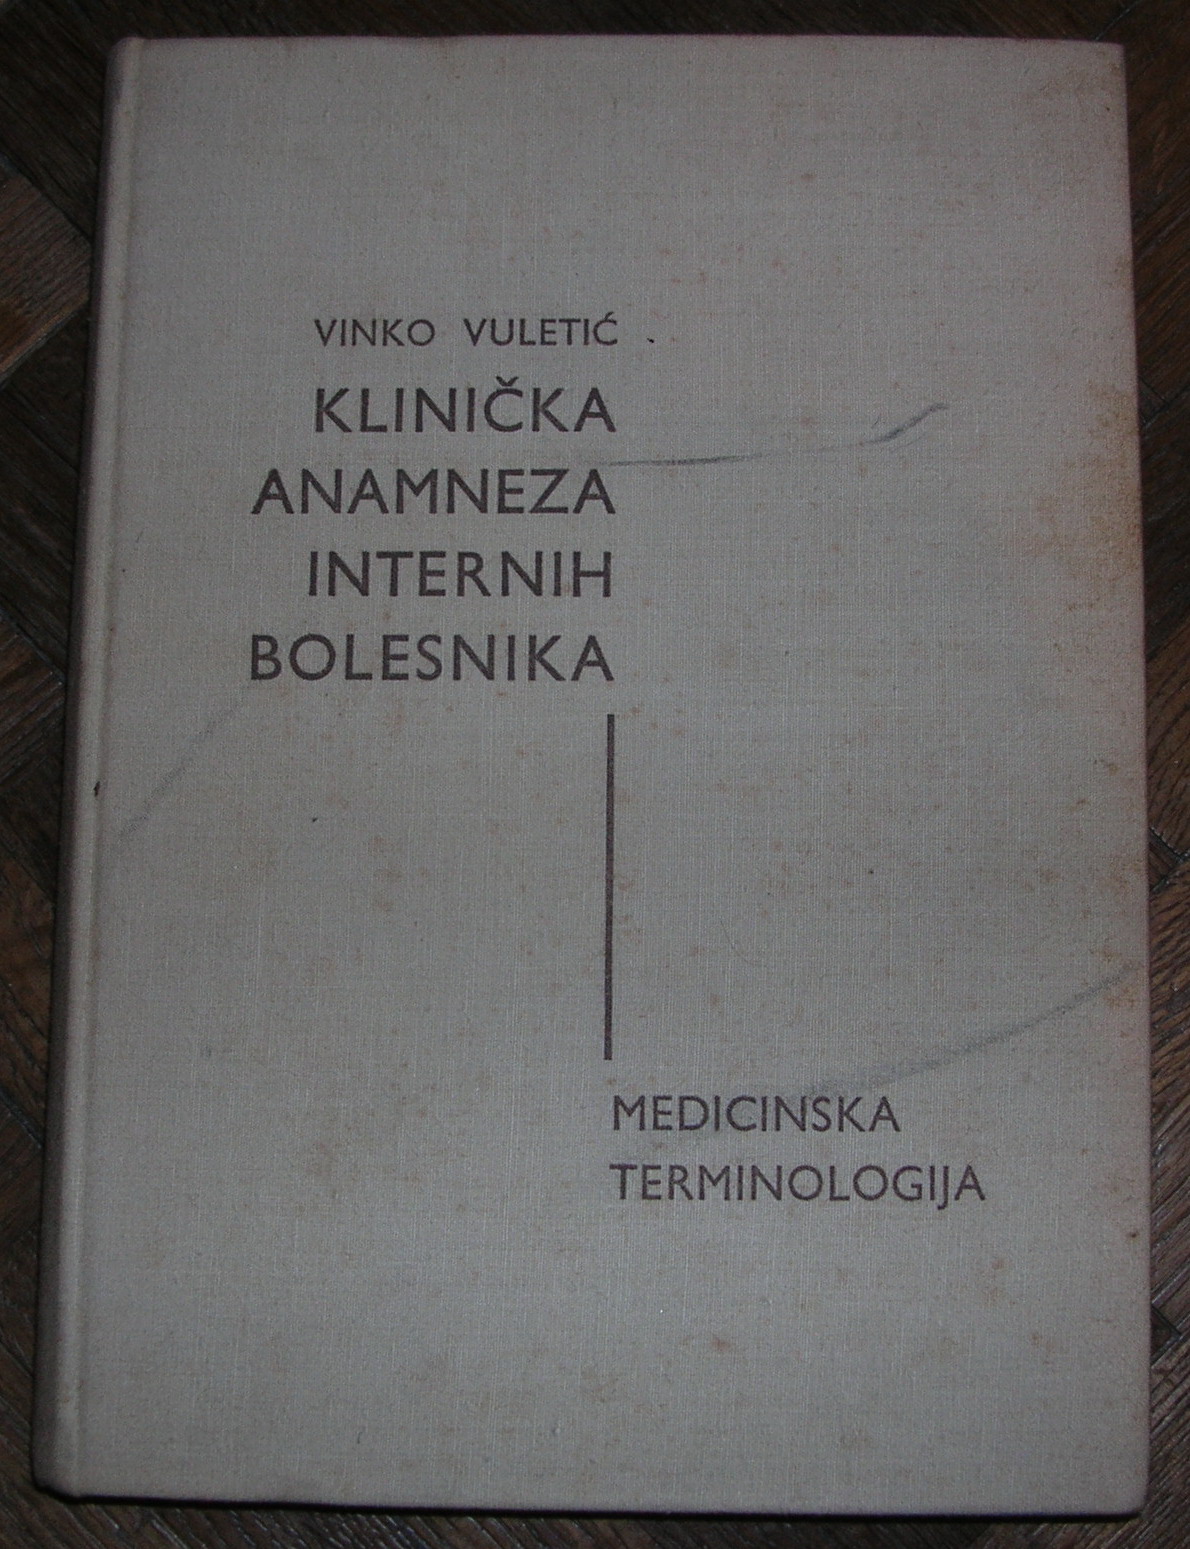 VINKO VULETIĆ
KLINIČKA
ANAMNEZA
INTERNIH
BOLESNIKA
MEDICINSKA
TERMINOLOGIJA